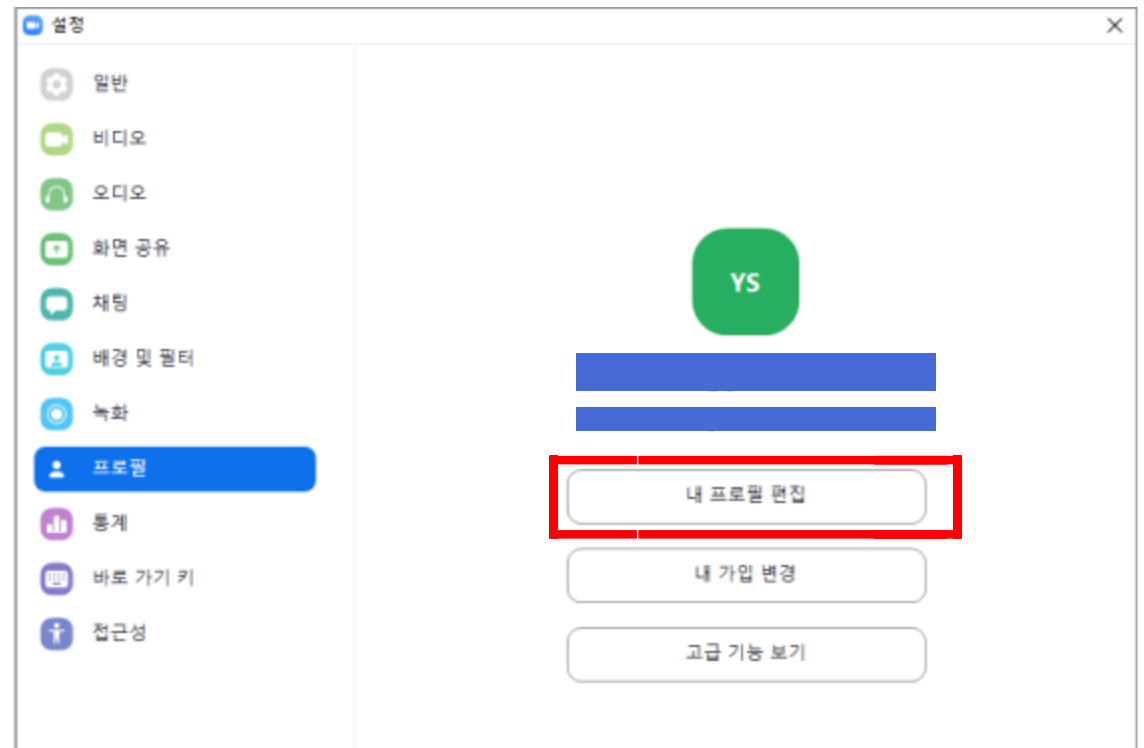 설정
일반
비디오
오디오
화면 공유
채팅
배경 및 필터
녹화
프로필
통계
바로 가기 키
접근성
YS
내 프로필 편집
내 가입 변경
고급 기능 보기